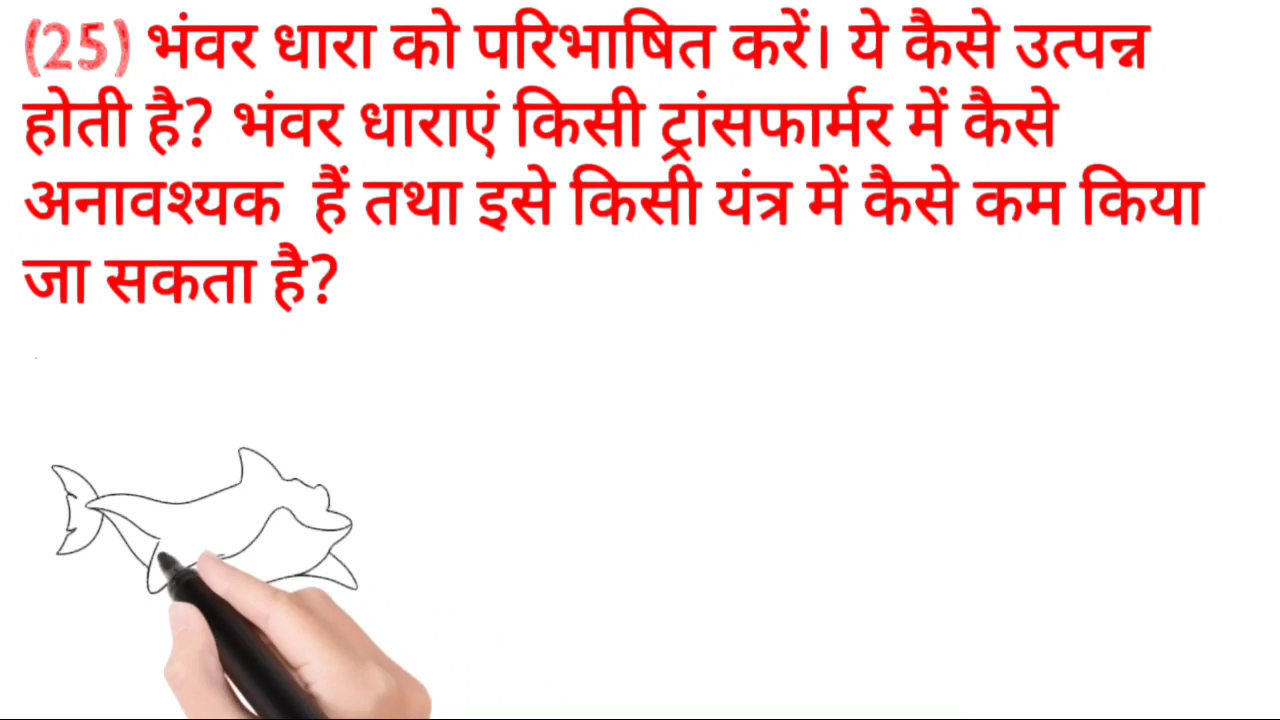 (25) भंवर धारा को परिभाषित करें। ये कैसे उत्पन्न
होती है? भंवर धाराएं किसी ट्रांसफार्मर में कैसे
अनावश्यक हैं तथा इसे किसी यंत्र में कैसे कम किया
जा सकता है?